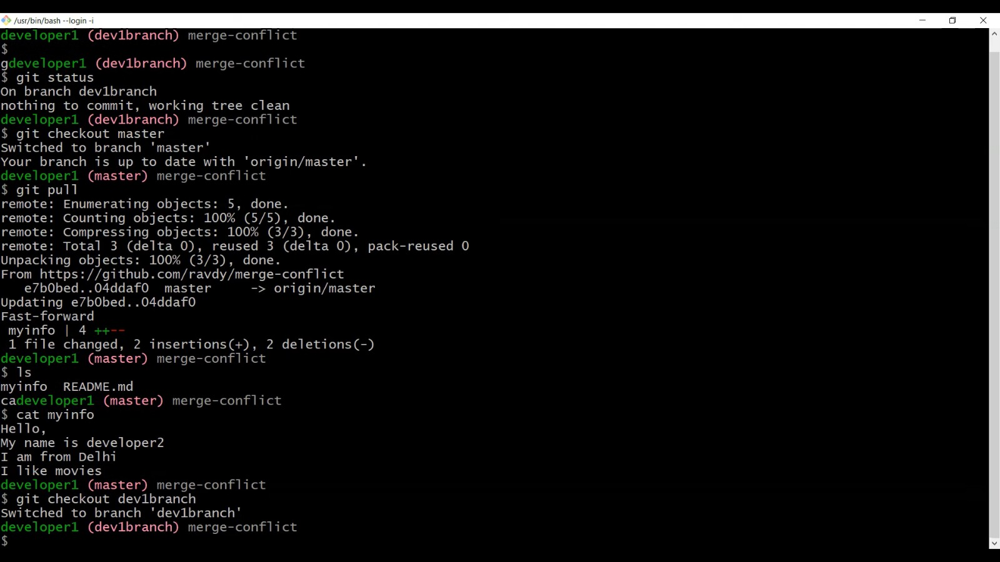 /usr/bin/bash --login -i
developer1 (dev1branch) merge-conflict
$
gdeveloper1 (dev1branch) merge-conflict
$ git status
On branch dev1branch
nothing to commit, working tree clean
developer1 (dev1branch) merge-conflict
$ git checkout master
Switched to branch 'master'
Your branch is up to date with 'origin/master'.
developer1 (master) merge-conflict
$ git pull
remote: Enumerating objects: 5, done.
remote: Counting objects: 100% (5/5), done.
remote: Compressing objects: 100% (3/3), done.
remote: Total 3 (delta 0), reused 3 (delta 0), pack-reused 0
Unpacking objects: 100% (3/3), done.
From https://github.com/ravdy/merge-conflict
   e7b0bed..04ddaf0  master     -> origin/master
Updating e7b0bed..04ddaf0
Fast-forward
 myinfo | 4 ++--
 1 file changed, 2 insertions(+), 2 deletions(-)
developer1 (master) merge-conflict
$ ls
myinfo  README.md
cadeveloper1 (master) merge-conflict
$ cat myinfo
Hello,
My name is developer2
I am from Delhi
I like movies
developer1 (master) merge-conflict
$ git checkout dev1branch
Switched to branch 'dev1branch'
developer1 (dev1branch) merge-conflict
$